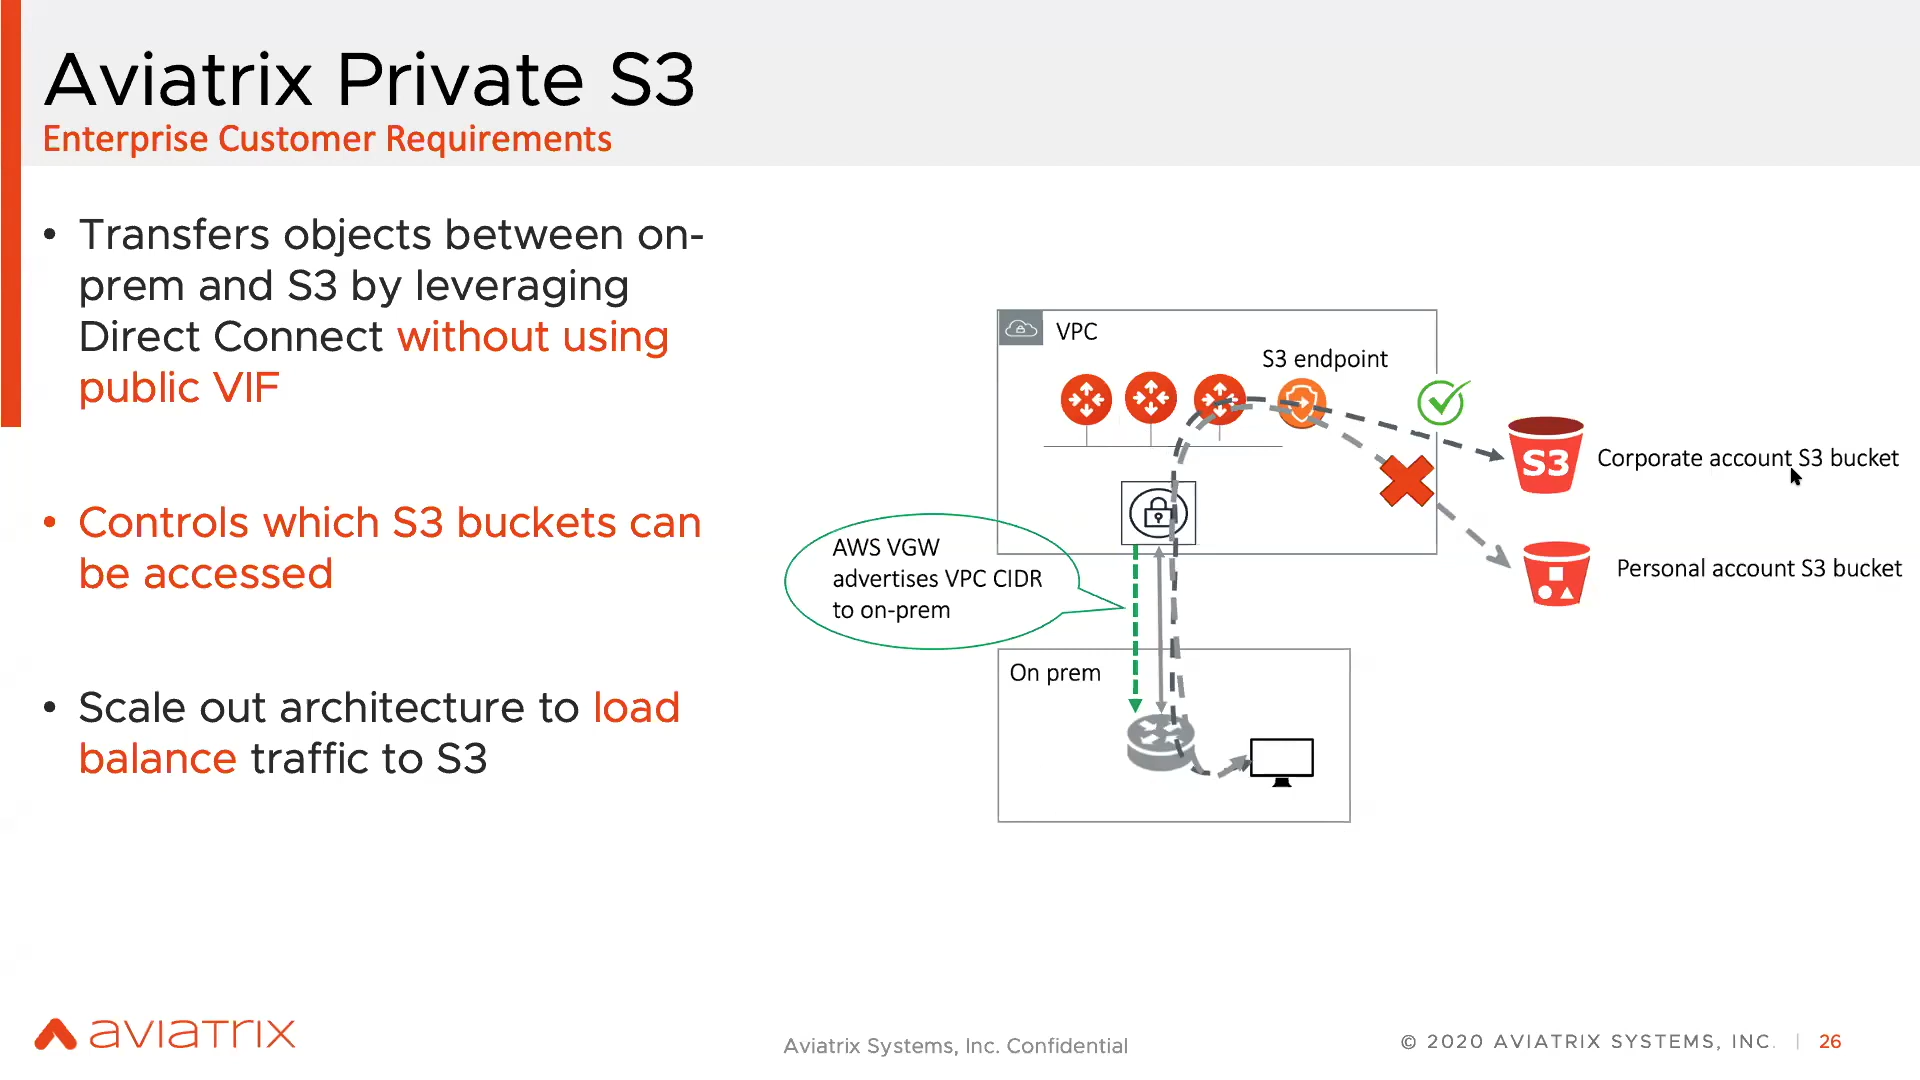 Aviatrix Private S3
Enterprise Customer Requirements
• Transfers objects between on-
prem and S3 by leveraging
Direct Connect without using
public VIF
• Controls which S3 buckets can
be accessed
• Scale out architecture to load
balance traffic to S3
VPC
S3 endpoint
S3
Corporate account S3 bucket
Personal account S3 bucket
AWS VGW
advertises VPC CIDR
to on-prem
On prem
aviatrix
Aviatrix Systems, Inc. Confidential
© 2020 AVIATRIX SYSTEMS, INC. | 26